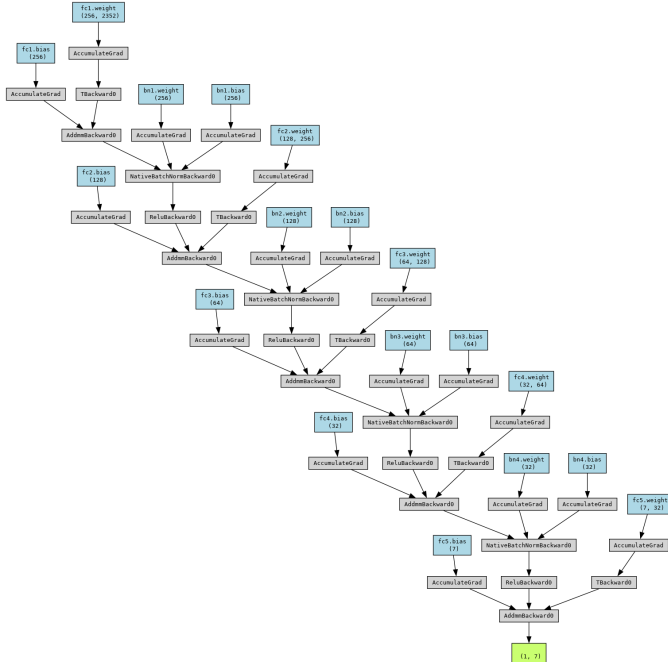 fc1.weight
(256, 2352)
fc1.bias
(256)
AccumulateGrad
AccumulateGrad
TBackward0
bn1.weight
(256)
bn1.bias
(256)
AddmmBackward0
AccumulateGrad
AccumulateGrad
fc2.weight
(128, 256)
fc2.bias
(128)
NativeBatchNormBackward0
AccumulateGrad
AccumulateGrad
ReluBackward0
TBackward0
bn2.weight
(128)
bn2.bias
(128)
AddmmBackward0
AccumulateGrad
AccumulateGrad
fc3.weight
(64, 128)
fc3.bias
(64)
NativeBatchNormBackward0
AccumulateGrad
AccumulateGrad
ReluBackward0
TBackward0
bn3.weight
(64)
bn3.bias
(64)
AddmmBackward0
AccumulateGrad
AccumulateGrad
fc4.weight
(32, 64)
fc4.bias
(32)
NativeBatchNormBackward0
AccumulateGrad
AccumulateGrad
ReluBackward0
TBackward0
bn4.weight
(32)
bn4.bias
(32)
AddmmBackward0
AccumulateGrad
AccumulateGrad
fc5.weight
(7, 32)
fc5.bias
(7)
NativeBatchNormBackward0
AccumulateGrad
AccumulateGrad
ReluBackward0
TBackward0
AddmmBackward0
(1, 7)